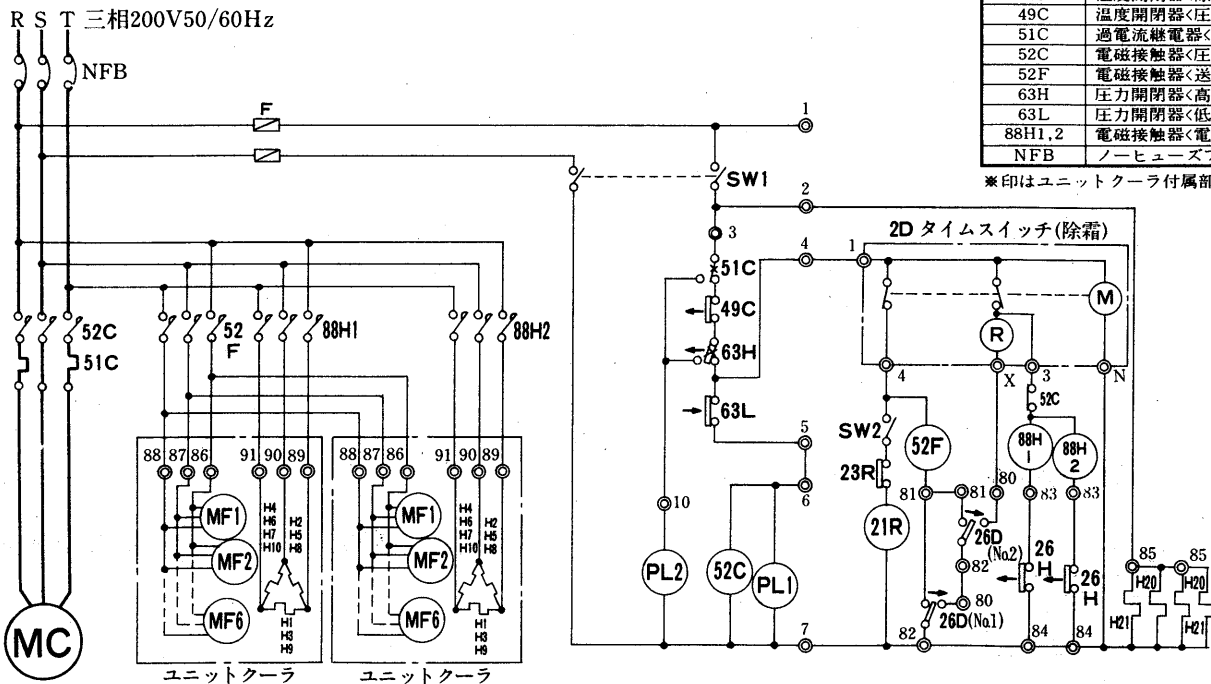 R S T 三相200V50/60Hz
NFB
F
1
SW1
2
3
4
51C
49C
63H
63L
5
6
10
PL2
52C
PL1
7
49C 温度開閉器<圧
51C 過電流継電器<
52C 電磁接触器<圧
52F 電磁接触器<送
63H 圧力開閉器<高
63L 圧力開閉器<低
88H1,2 電磁接触器<電
NFB ノーヒューズブ
※印はユニットクーラ付属部
2D タイムスイッチ(除霜)
1
M
R
4
X
3
N
52C
SW2
52F
88H
1
88H
2
23R
21R
81
81
80
83
83
26D
(No.2)
82
80
26D(No.1)
82
26
H
26
H
84
84
85
85
H20
H21
H20
H21
52C
51C
52
F
88H1
88H2
88 87 86 91 90 89
MF1
MF2
MF6
H4
H6
H7
H10
H2
H5
H8
H1
H3
H9
ユニットクーラ
88 87 86 91 90 89
MF1
MF2
MF6
H4
H6
H7
H10
H2
H5
H8
H1
H3
H9
ユニットクーラ
MC